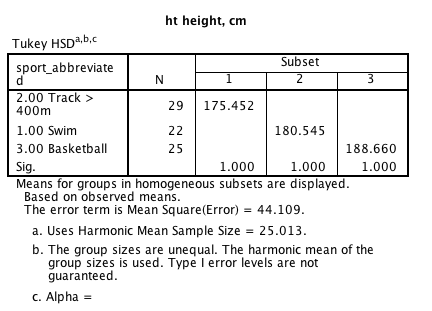 ht height, cm
Tukey HSDa,b,c
sport_abbreviate
d
N
Subset
1 2 3
2.00 Track >
400m
29 175.452
1.00 Swim 22 180.545
3.00 Basketball 25 188.660
Sig. 1.000 1.000 1.000
Means for groups in homogeneous subsets are displayed.
Based on observed means.
The error term is Mean Square(Error) = 44.109.
a. Uses Harmonic Mean Sample Size = 25.013.
b. The group sizes are unequal. The harmonic mean of the
group sizes is used. Type I error levels are not
guaranteed.
c. Alpha =